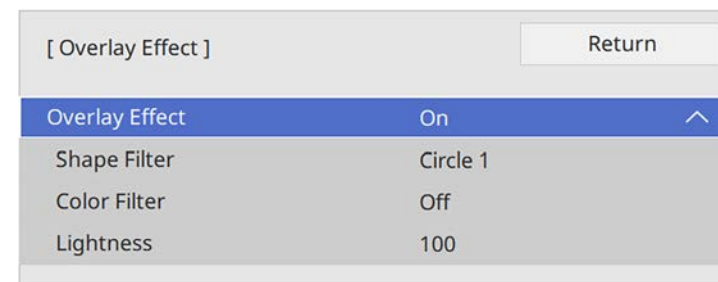 [ Overlay Effect ] Return
Overlay Effect On
Shape Filter Circle 1
Color Filter Off
Lightness 100